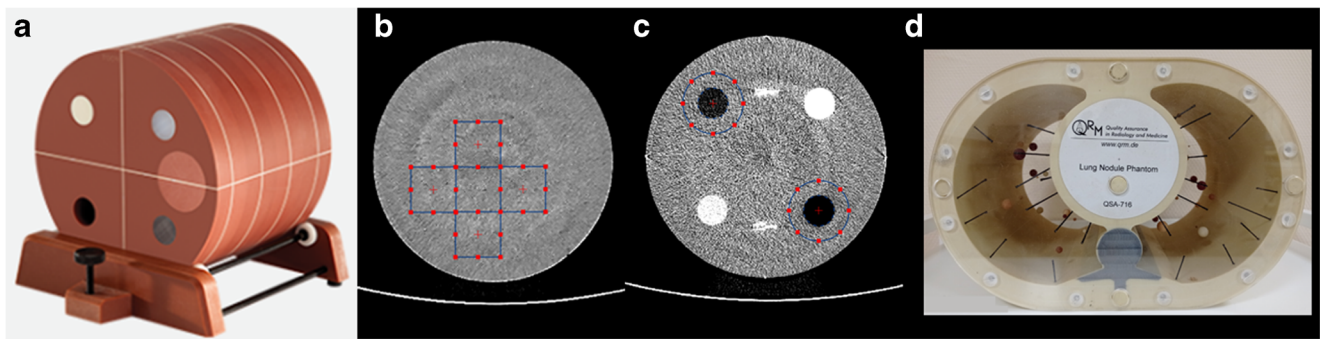 a
b
c
d
QRM Quality Assurance
in Radiology and Medicine
www.qrm.de
Lung Nodule Phantom
QSA-716